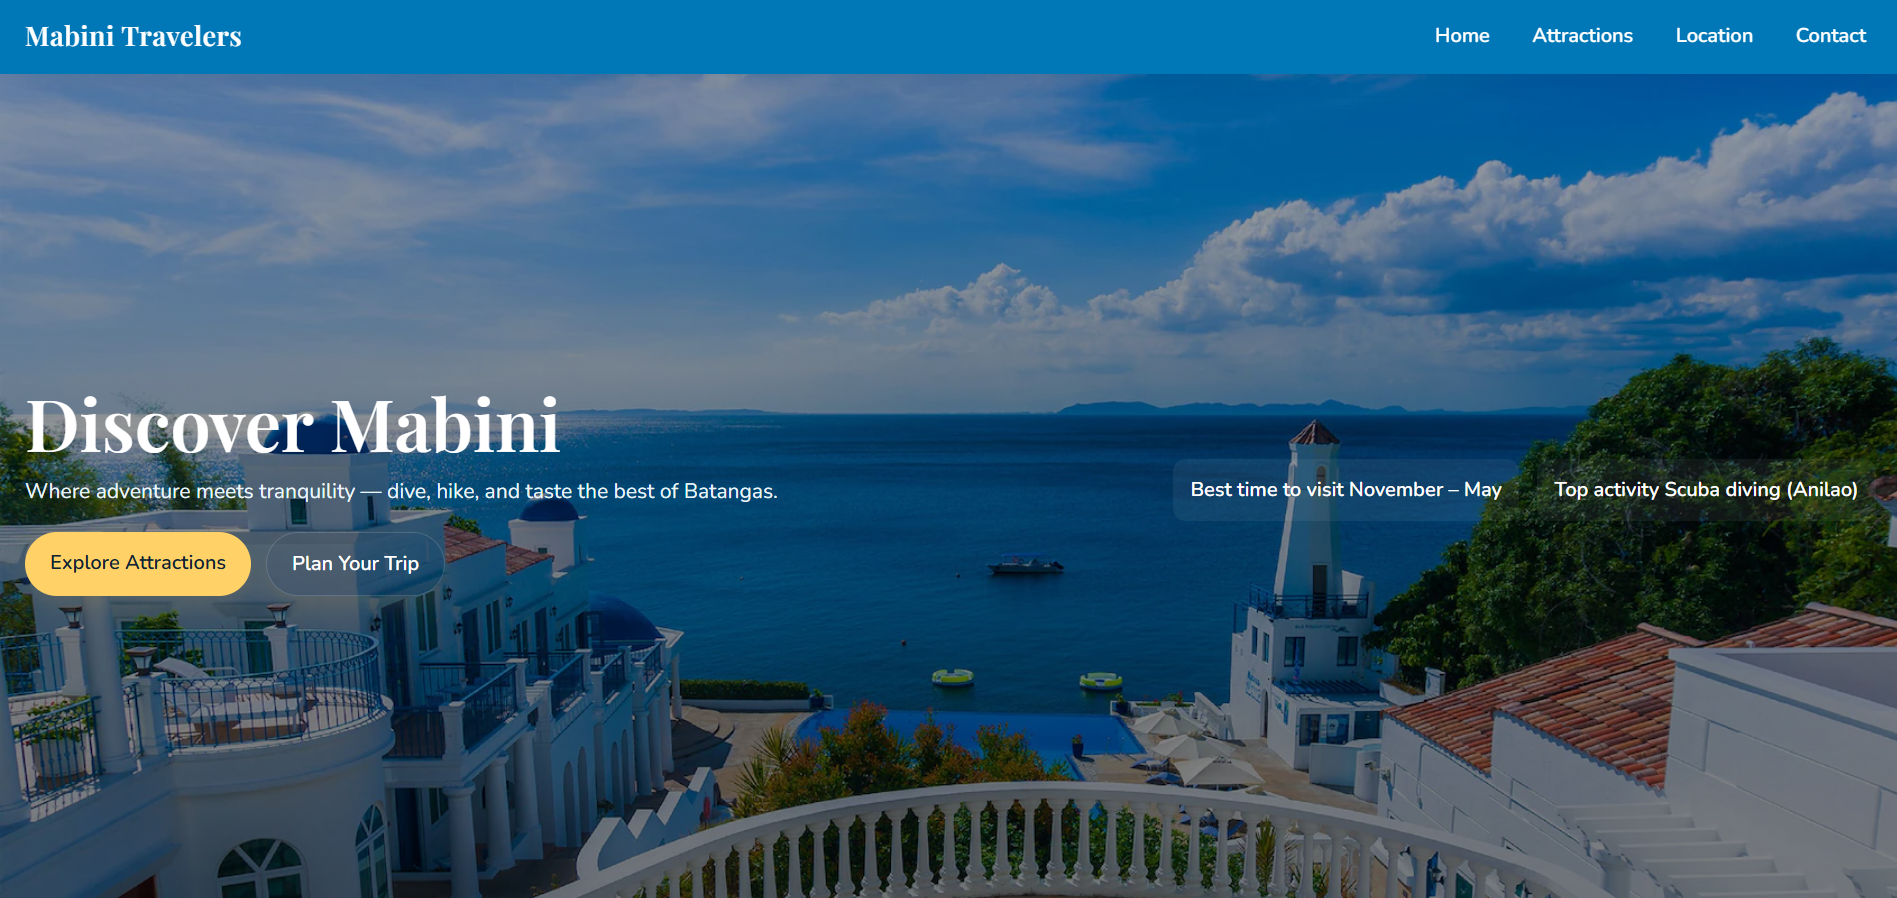 Mabini Travelers
Home Attractions Location Contact
Discover Mabini
Where adventure meets tranquility — dive, hike, and taste the best of Batangas.
Explore Attractions Plan Your Trip
Best time to visit November – May
Top activity Scuba diving (Anilao)